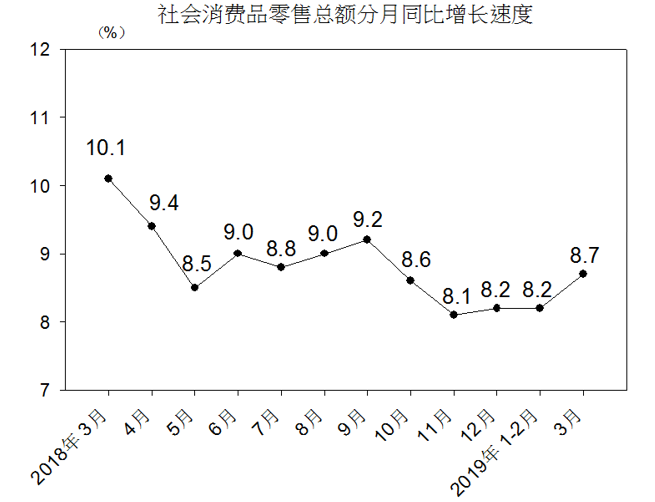 社会消费品零售总额分月同比增长速度
（%）
12
11
10
9
8
7
10.1
9.4
8.5
9.0
8.8
9.0
9.2
8.6
8.1
8.2
8.2
8.7
2018年 3月
4月
5月
6月
7月
8月
9月
10月
11月
12月
2019年 1-2月
3月